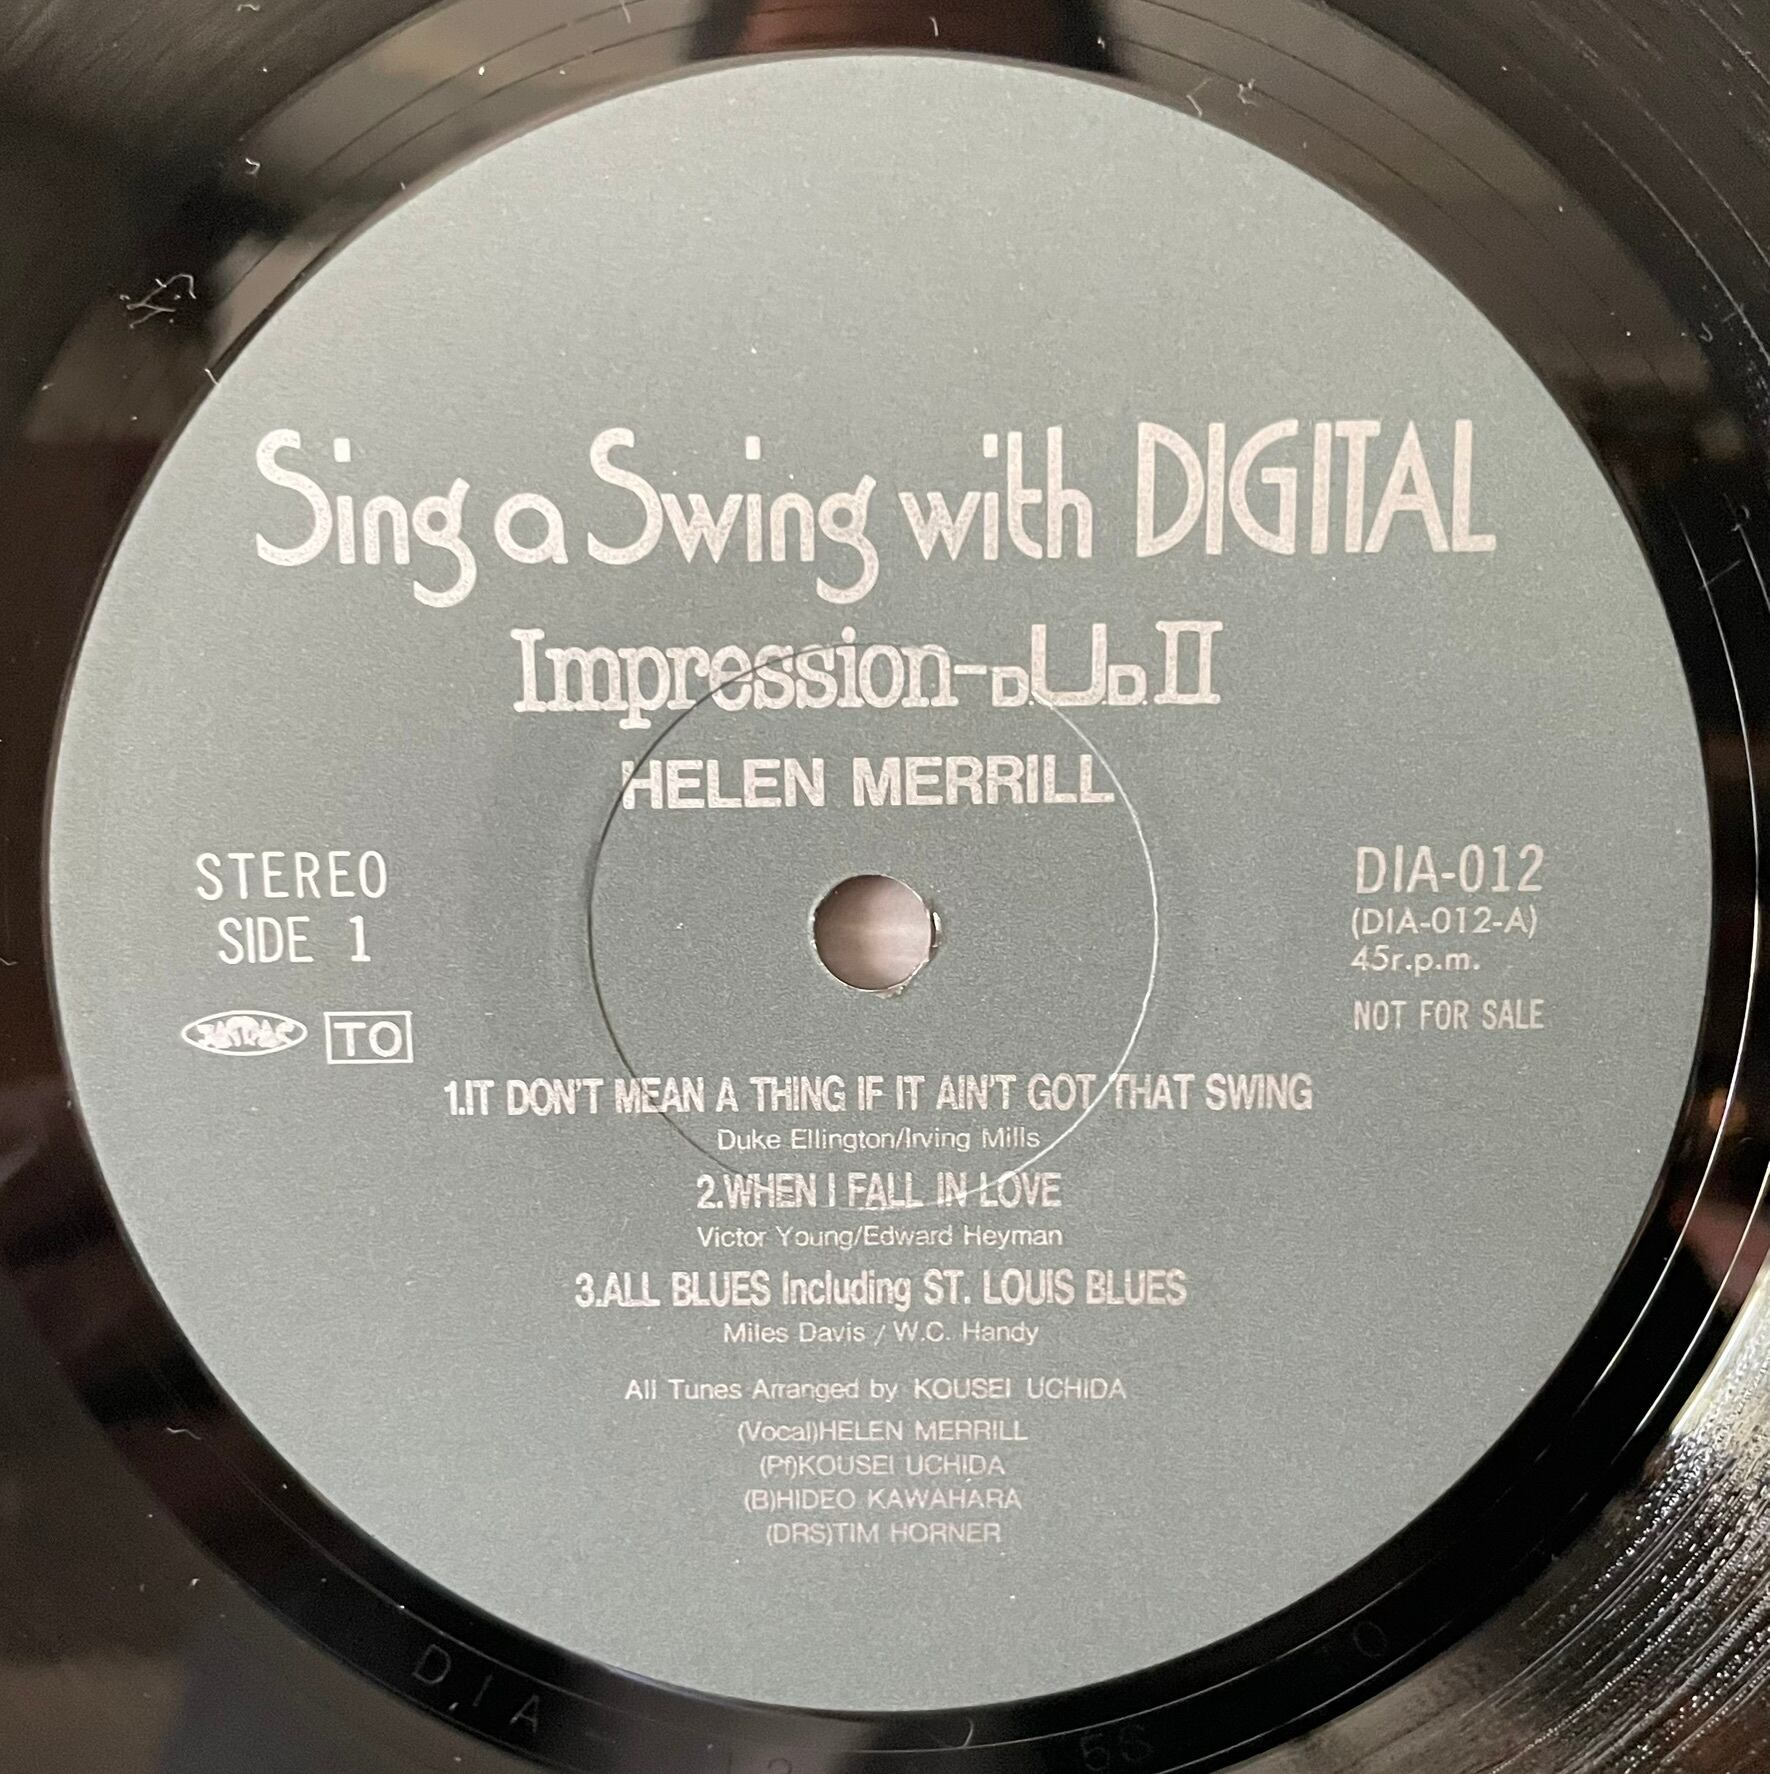 Sing a Swing with DIGITAL
Impression-D.U.D.II
HELEN MERRILL
STEREO
SIDE 1
DIA-012
(DIA-012-A)
45r.p.m.
NOT FOR SALE
JASRAC
TO
1.IT DON'T MEAN A THING IF IT AIN'T GOT THAT SWING
Duke Ellington/Irving Mills
2.WHEN I FALL IN LOVE
Victor Young/Edward Heyman
3.ALL BLUES Including ST. LOUIS BLUES
Miles Davis / W.C. Handy
All Tunes Arranged by KOUSEI UCHIDA
(Vocal)HELEN MERRILL
(Pf)KOUSEI UCHIDA
(B)HIDEO KAWAHARA
(DRS)TIM HORNER
DIA